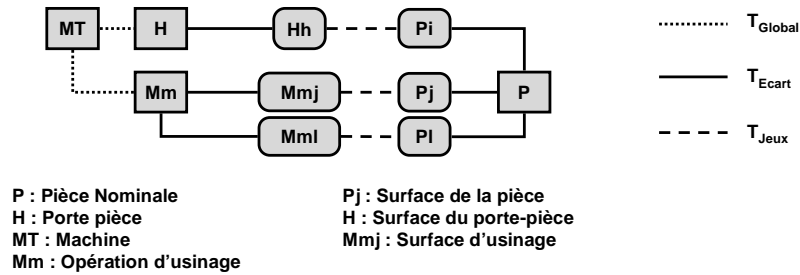 MT H Hh Pi T_Global
Mm Mmj Pj P T_Ecart
Mml Pl T_Jeux
P : Pièce Nominale Pj : Surface de la pièce
H : Porte pièce H : Surface du porte-pièce
MT : Machine Mmj : Surface d'usinage
Mm : Opération d'usinage